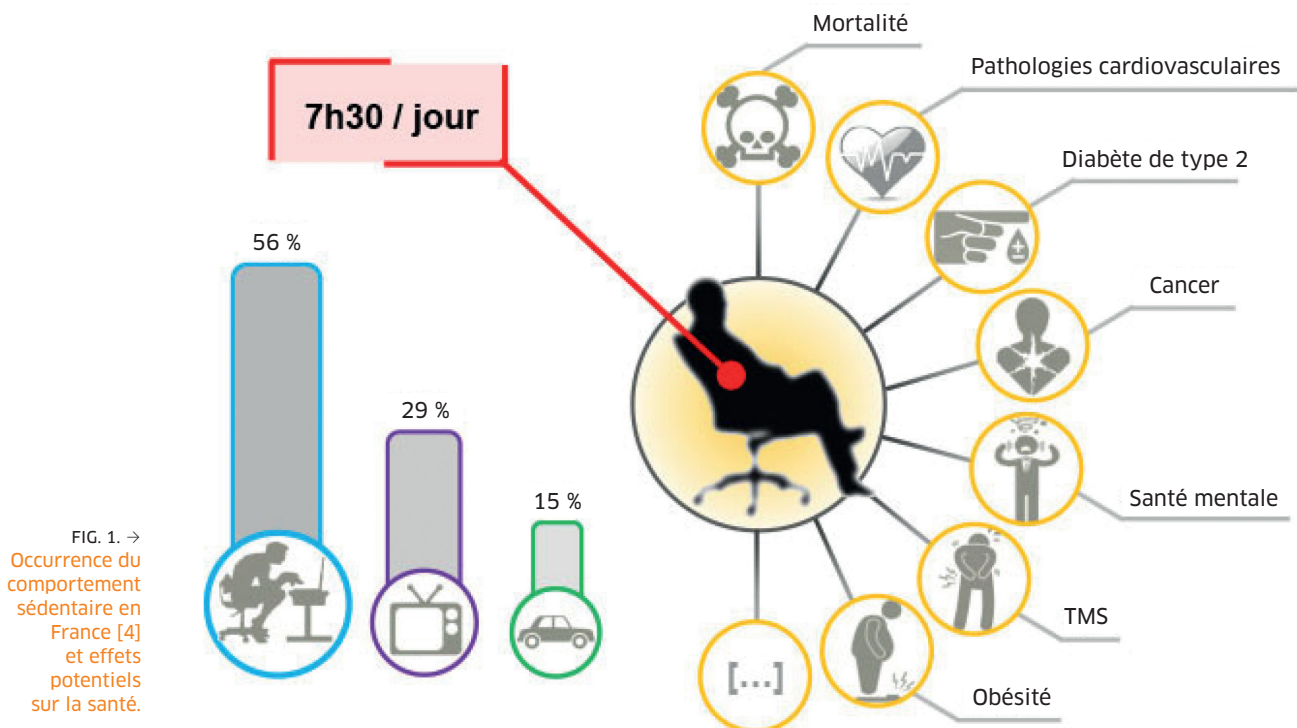 Mortalité
Pathologies cardiovasculaires
7h30 / jour
Diabète de type 2
56 %
Cancer
29 %
15 %
Santé mentale
FIG. 1. →
Occurrence du
comportement
sédentaire en
France [4]
et effets
potentiels
sur la santé.
TMS
[...]
Obésité